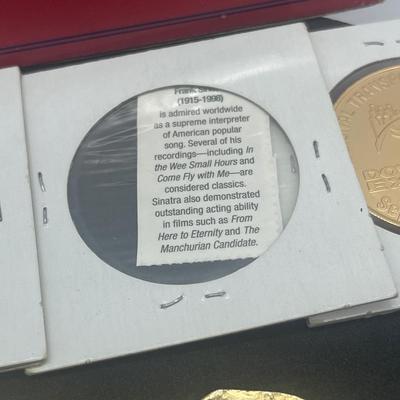 Frank
(1915-1998)
is admired worldwide
as a supreme interpreter
of American popular
song. Several of his
recordings—including In
the Wee Small Hours and
Come Fly with Me—are
considered classics.
Sinatra also demonstrated
outstanding acting ability
in films such as From
Here to Eternity and The
Manchurian Candidate.